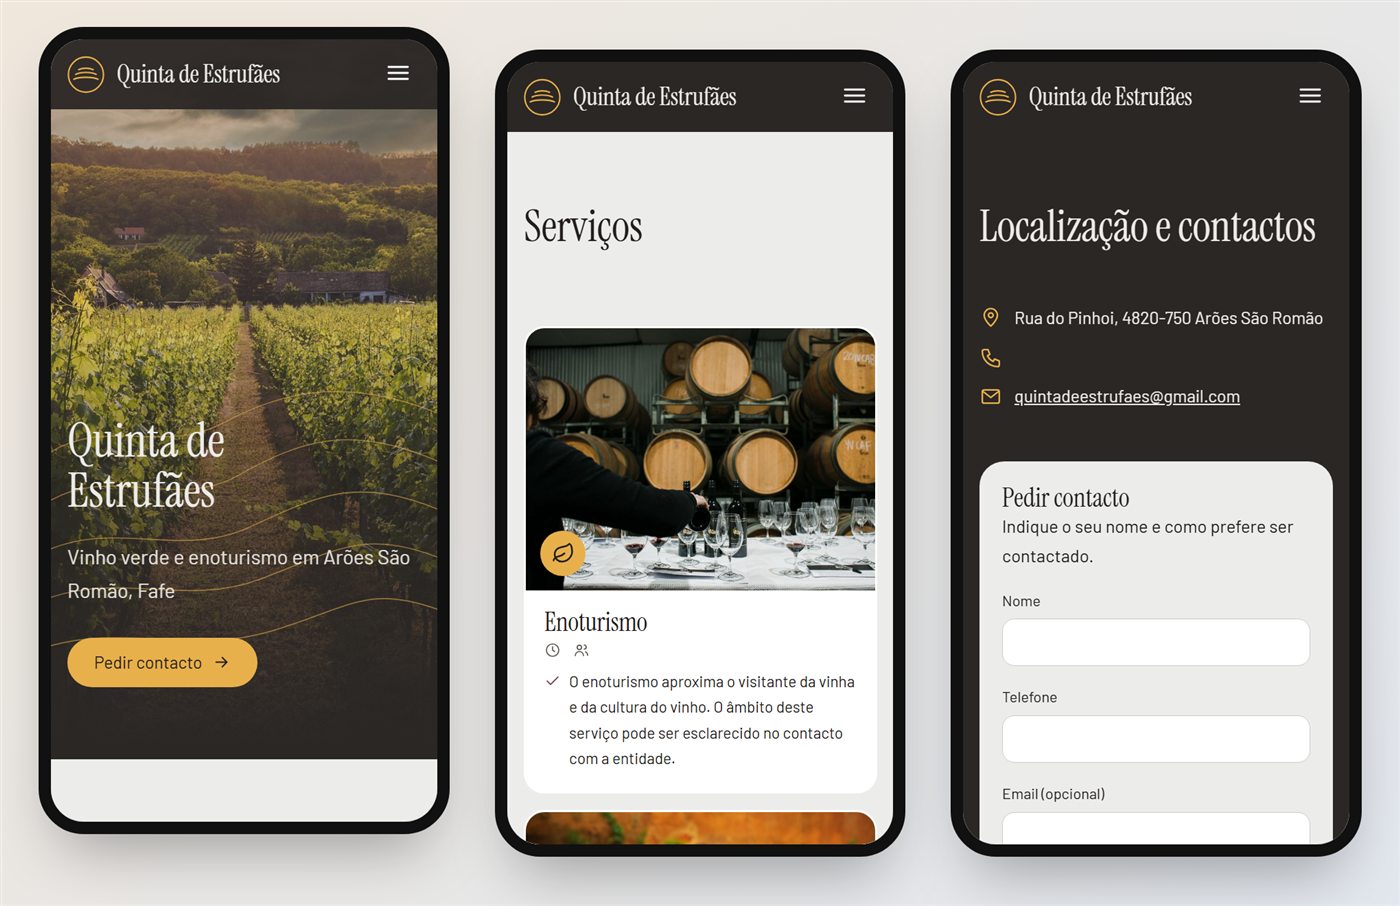 Quinta de Estrufães
Quinta de
Estrufães
Vinho verde e enoturismo em Arões São
Romão, Fafe
Pedir contacto
Quinta de Estrufães
Serviços
Enoturismo
O enoturismo aproxima o visitante da vinha
e da cultura do vinho. O âmbito deste
serviço pode ser esclarecido no contacto
com a entidade.
Quinta de Estrufães
Localização e contactos
Rua do Pinhoi, 4820-750 Arões São Romão
quintadeestrufaes@gmail.com
Pedir contacto
Indique o seu nome e como prefere ser
contactado.
Nome
Telefone
Email (opcional)